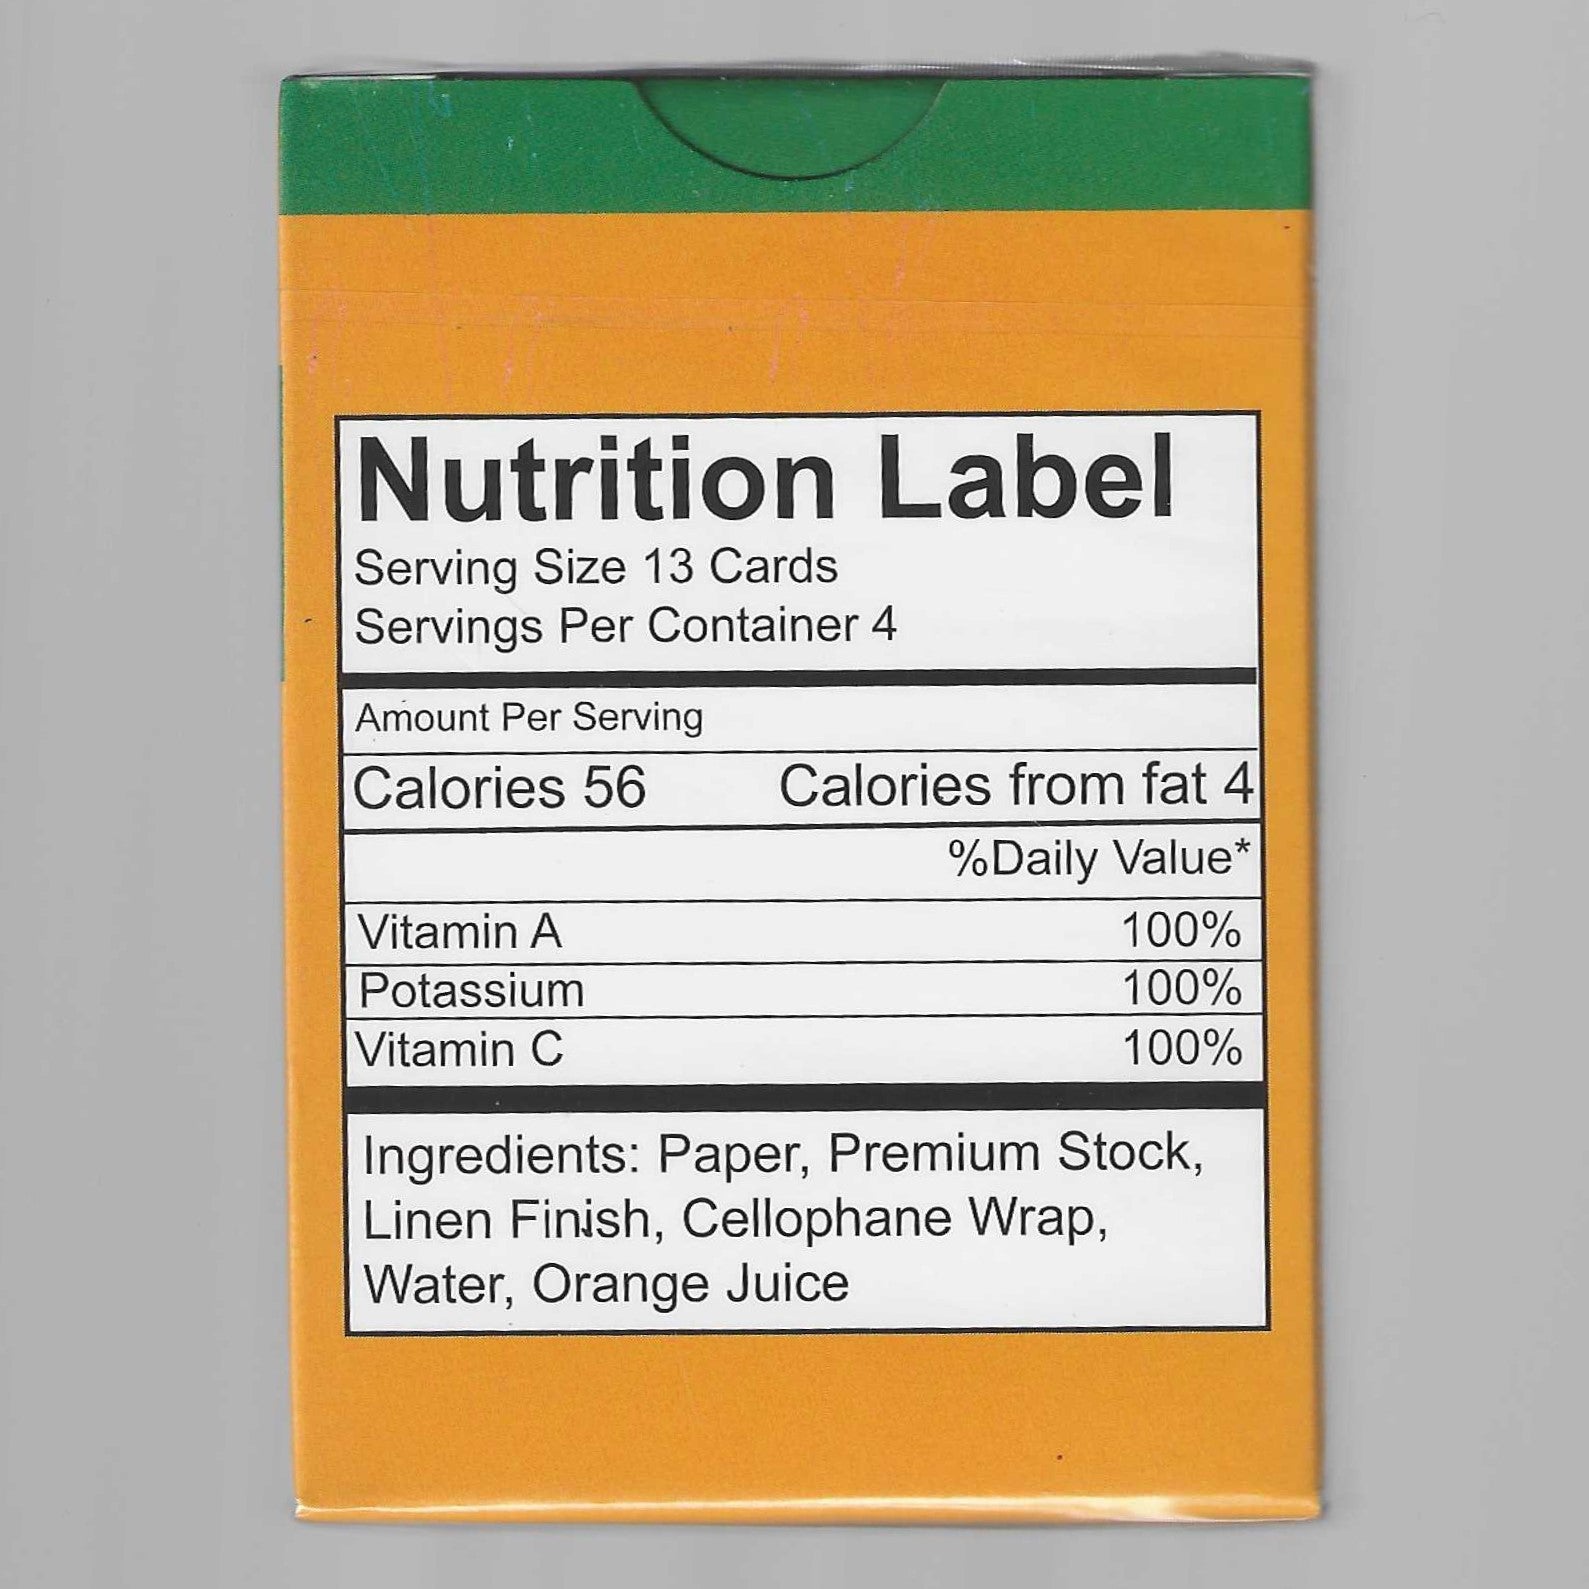 Nutrition Label
Serving Size 13 Cards
Servings Per Container 4
Amount Per Serving
Calories 56 Calories from fat 4
%Daily Value*
Vitamin A 100%
Potassium 100%
Vitamin C 100%
Ingredients: Paper, Premium Stock,
Linen Finish, Cellophane Wrap,
Water, Orange Juice